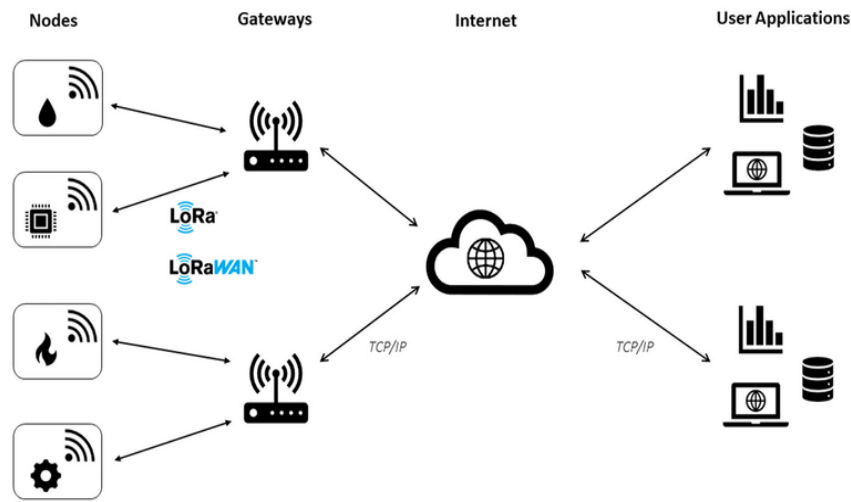 Nodes
Gateways
Internet
User Applications
LoRa
LoRaWAN
TCP/IP
TCP/IP